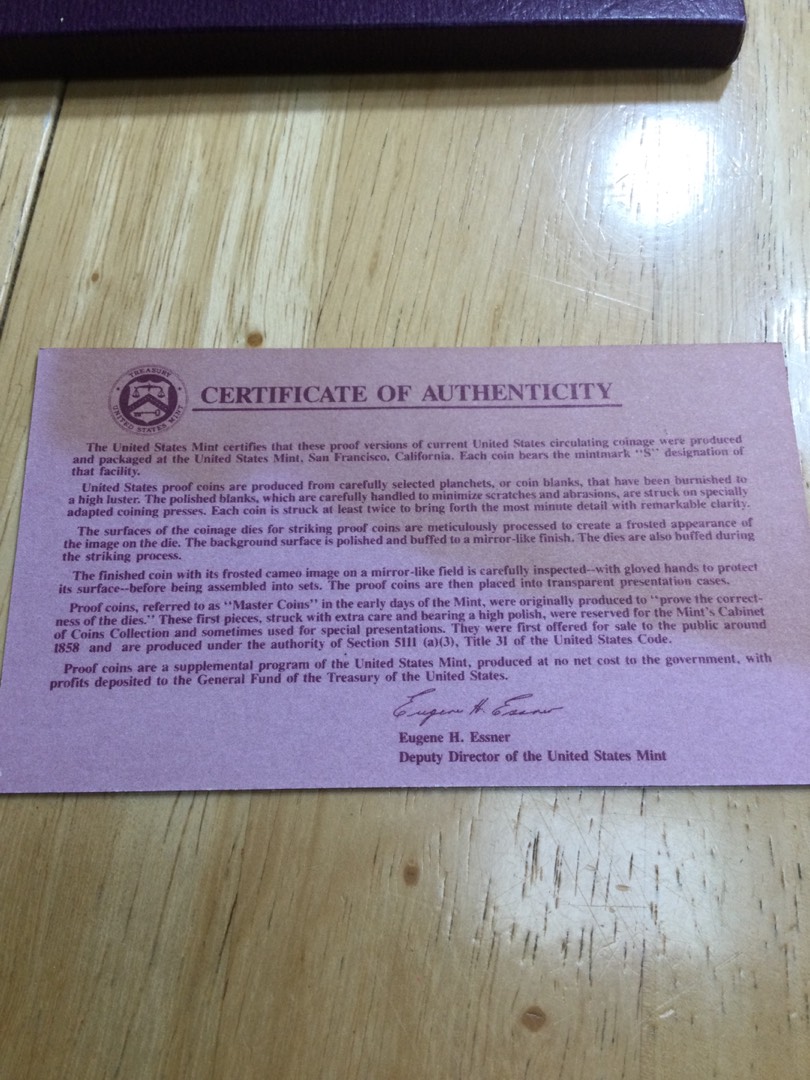 TREASURY
UNITED STATES MINT
CERTIFICATE OF AUTHENTICITY
The United States Mint certifies that these proof versions of current United States circulating coinage were produced
and packaged at the United States Mint, San Francisco, California. Each coin bears the mintmark "S" designation of
that facility.
United States proof coins are produced from carefully selected planchets, or coin blanks, that have been burnished to
a high luster. The polished blanks, which are carefully handled to minimize scratches and abrasions, are struck on specially
adapted coining presses. Each coin is struck at least twice to bring forth the most minute detail with remarkable clarity.
The surfaces of the coinage dies for striking proof coins are meticulously processed to create a frosted appearance of
the image on the die. The background surface is polished and buffed to a mirror-like finish. The dies are also buffed during
the striking process.
The finished coin with its frosted cameo image on a mirror-like field is carefully inspected--with gloved hands to protect
its surface--before being assembled into sets. The proof coins are then placed into transparent presentation cases.
Proof coins, referred to as "Master Coins" in the early days of the Mint, were originally produced to "prove the correct-
ness of the dies." These first pieces, struck with extra care and bearing a high polish, were reserved for the Mint's Cabinet
of Coins Collection and sometimes used for special presentations. They were first offered for sale to the public around
1858 and are produced under the authority of Section 5111 (a)(3), Title 31 of the United States Code.
Proof coins are a supplemental program of the United States Mint, produced at no net cost to the government, with
profits deposited to the General Fund of the Treasury of the United States.
Eugene H. Essner
Eugene H. Essner
Deputy Director of the United States Mint